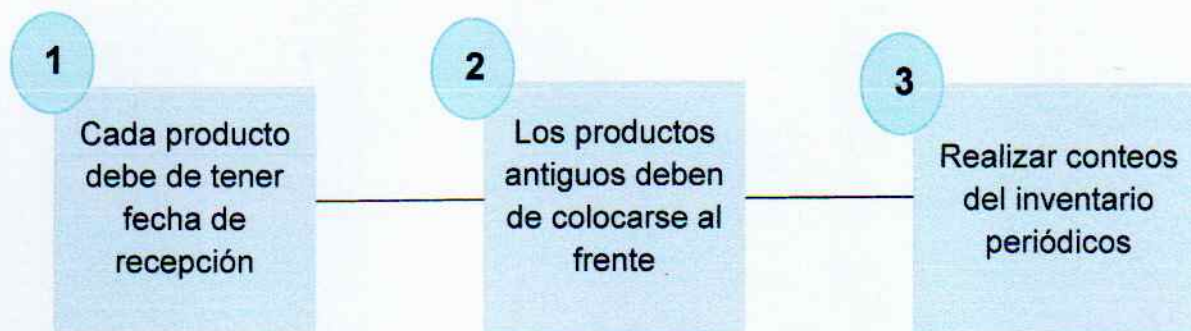 1
Cada producto
debe de tener
fecha de
recepción
2
Los productos
antiguos deben
de colocarse al
frente
3
Realizar conteos
del inventario
periódicos